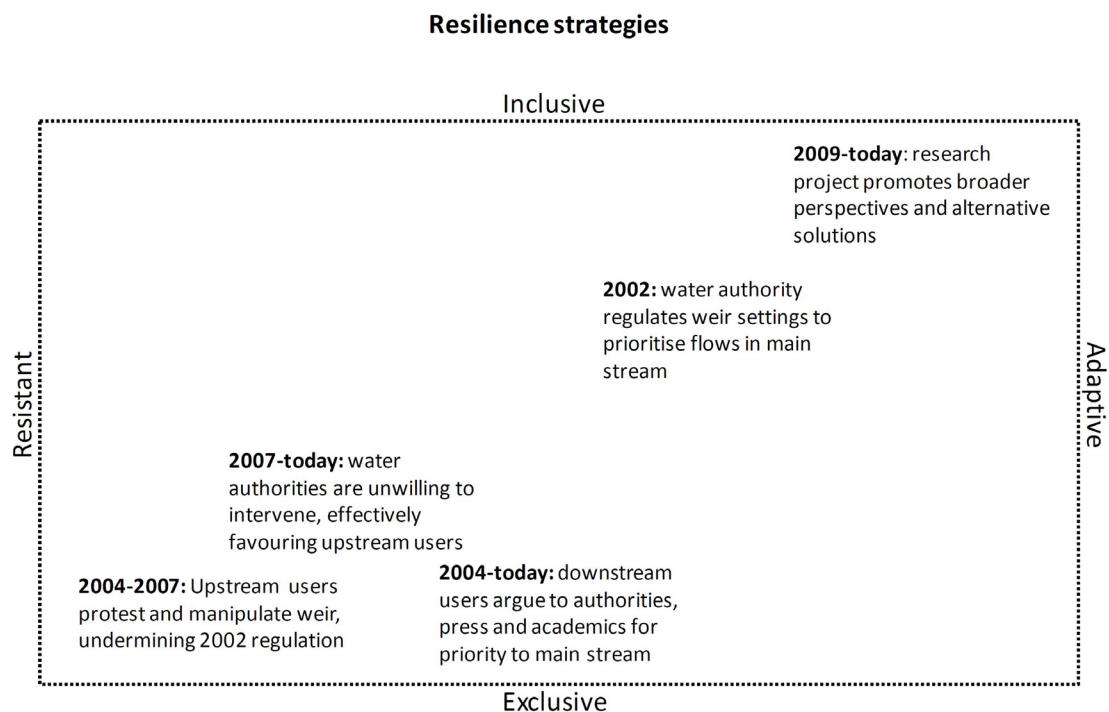 Resilience strategies
Inclusive
2009-today: research
project promotes broader
perspectives and alternative
solutions
2002: water authority
regulates weir settings to
prioritise flows in main
stream
Resistant
Adaptive
2007-today: water
authorities are unwilling to
intervene, effectively
favouring upstream users
2004-2007: Upstream users
protest and manipulate weir,
undermining 2002 regulation
2004-today: downstream
users argue to authorities,
press and academics for
priority to main stream
Exclusive